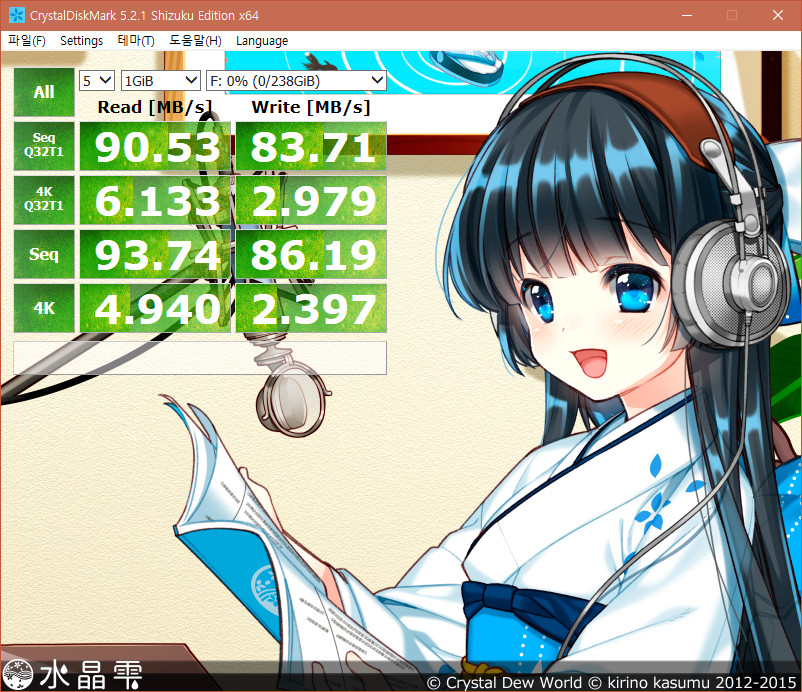 CrystalDiskMark 5.2.1 Shizuku Edition x64
파일(F) Settings 테마(T) 도움말(H) Language
All 5 1GiB F: 0% (0/238GiB)
Read [MB/s] Write [MB/s]
Seq
Q32T1 90.53 83.71
4K
Q32T1 6.133 2.979
Seq 93.74 86.19
4K 4.940 2.397
水晶雫
© Crystal Dew World © kirino kasumu 2012-2015